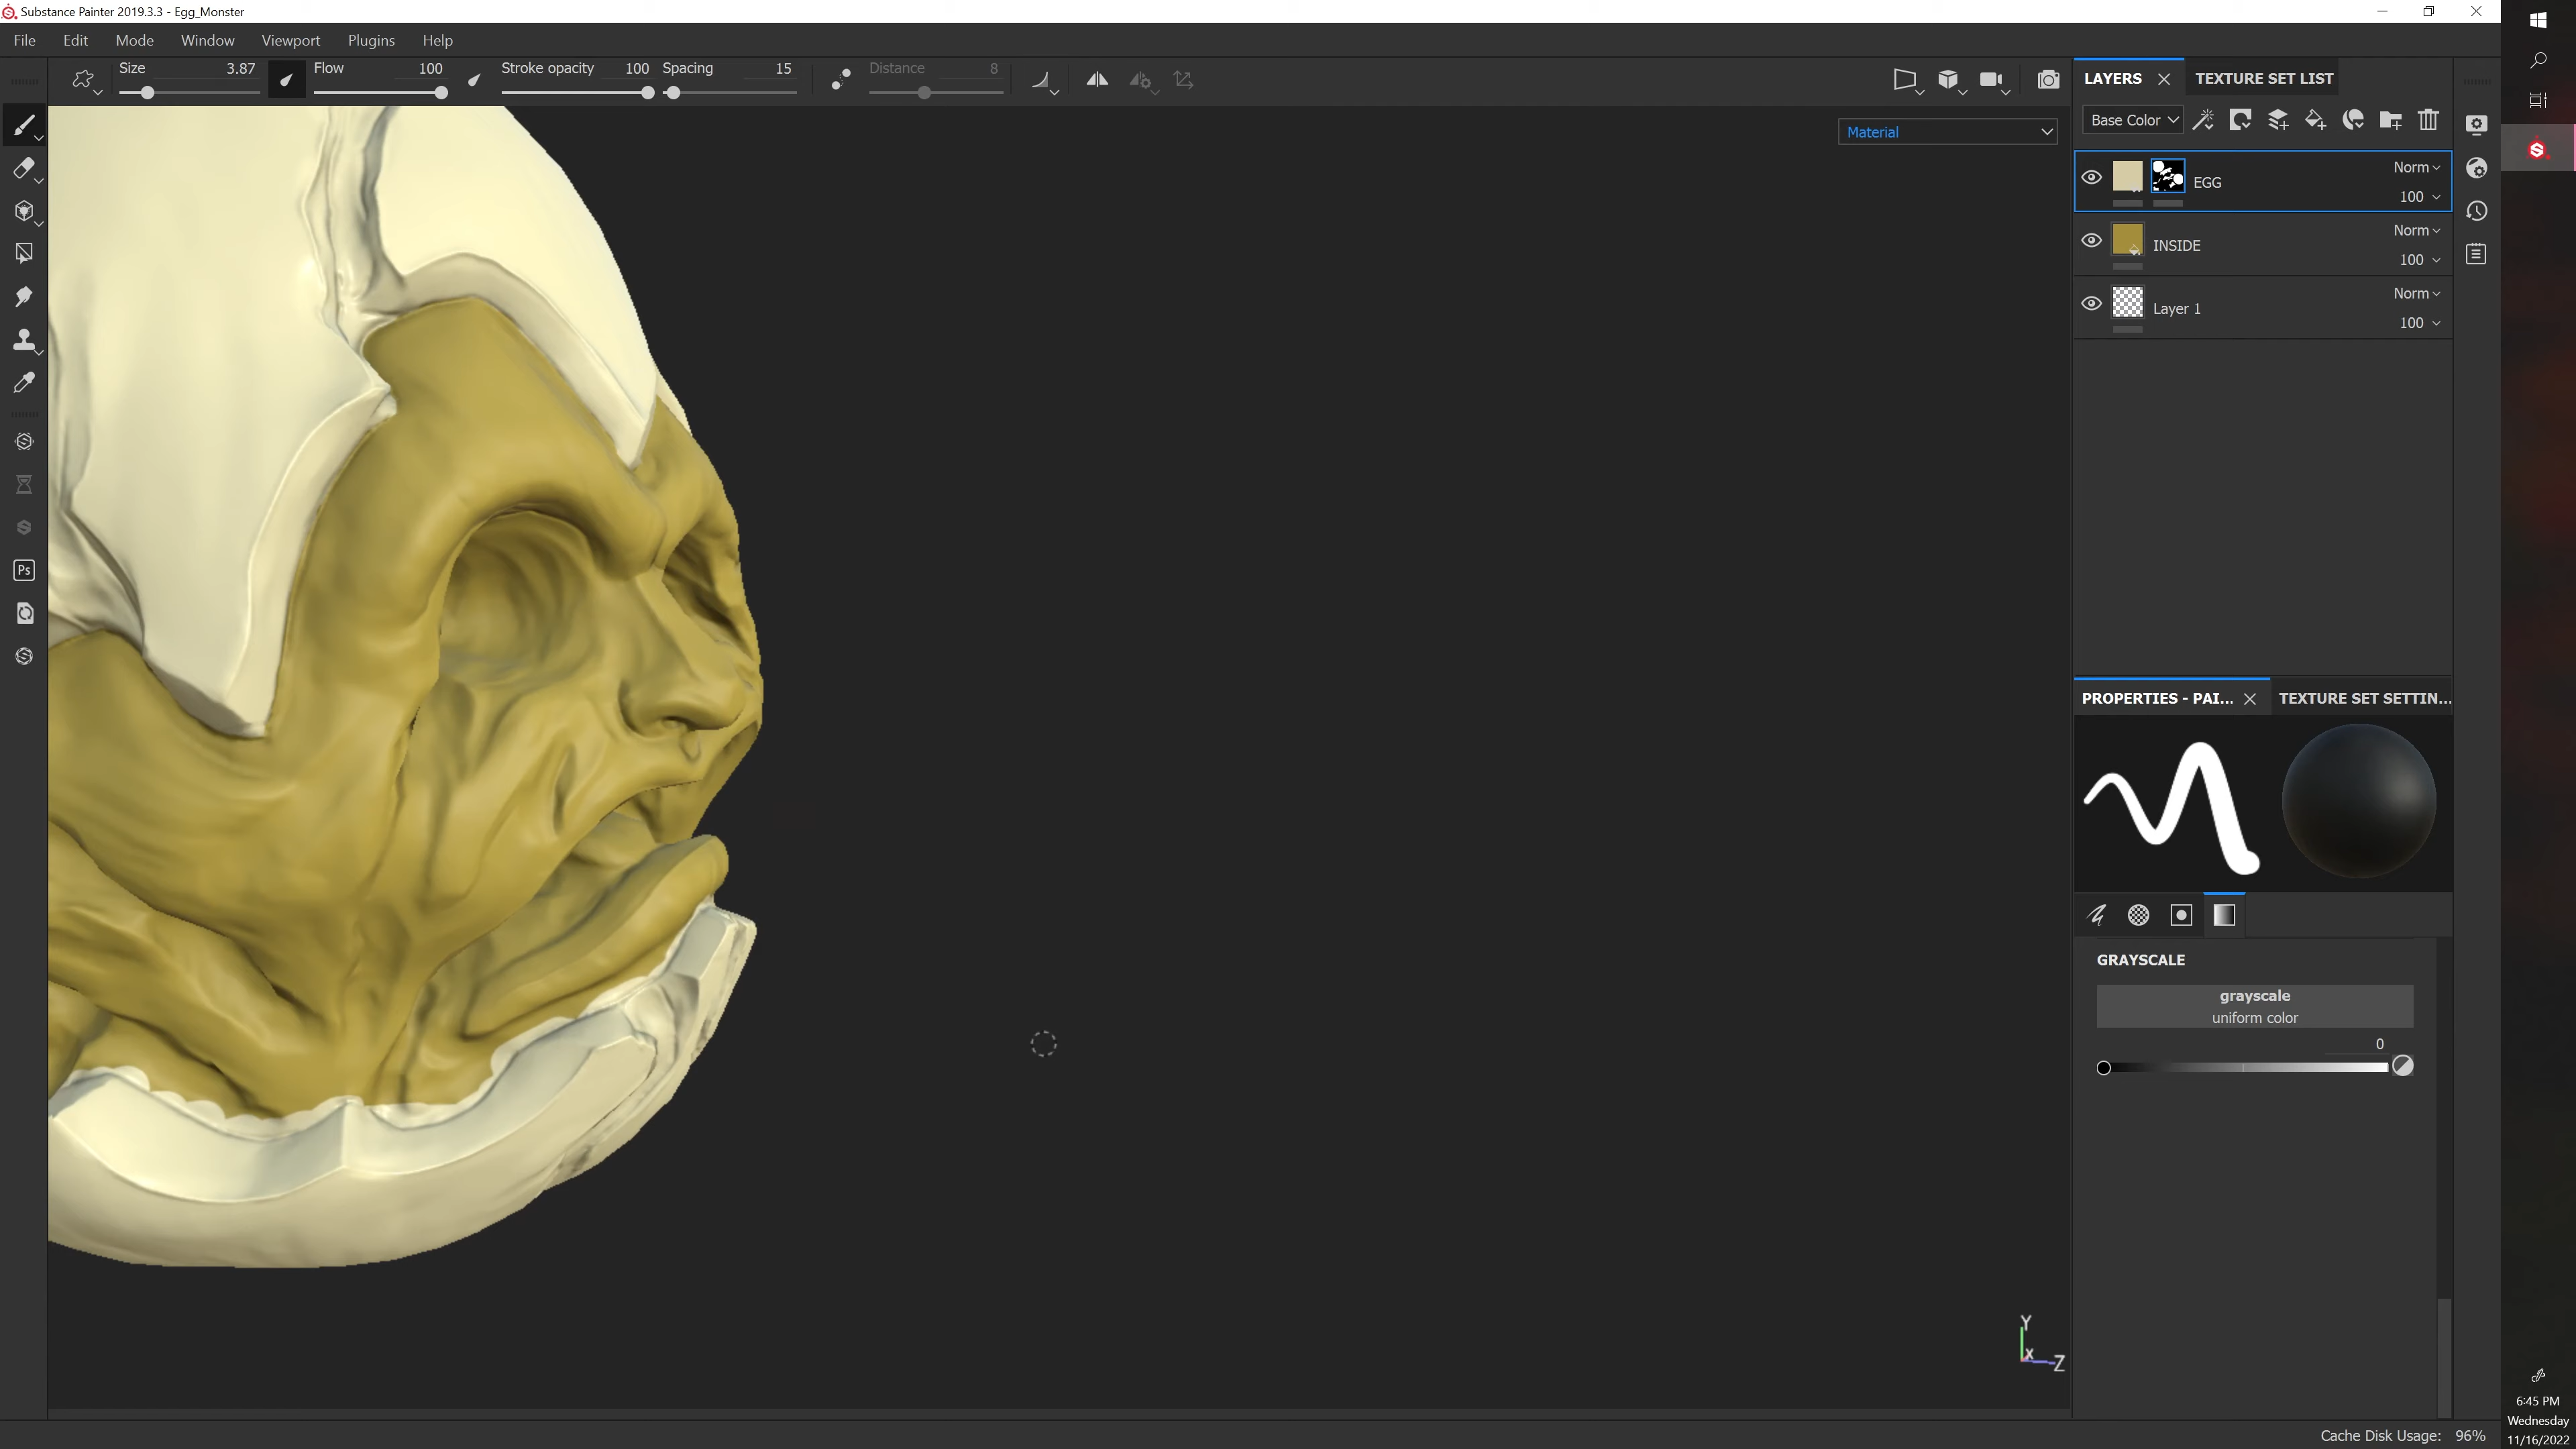 Substance Painter 2019.3.3 - Egg_Monster
File Edit Mode Window Viewport Plugins Help
Size 3.87 Flow 100 Stroke opacity 100 Spacing 15 Distance 8
Material
LAYERS TEXTURE SET LIST
Base Color
EGG Norm 100
INSIDE Norm 100
Layer 1 Norm 100
Ps
PROPERTIES - PAI... TEXTURE SET SETTIN...
GRAYSCALE
grayscale
uniform color
0
Y
X
Z
Cache Disk Usage: 96%
6:45 PM
Wednesday
11/16/2022